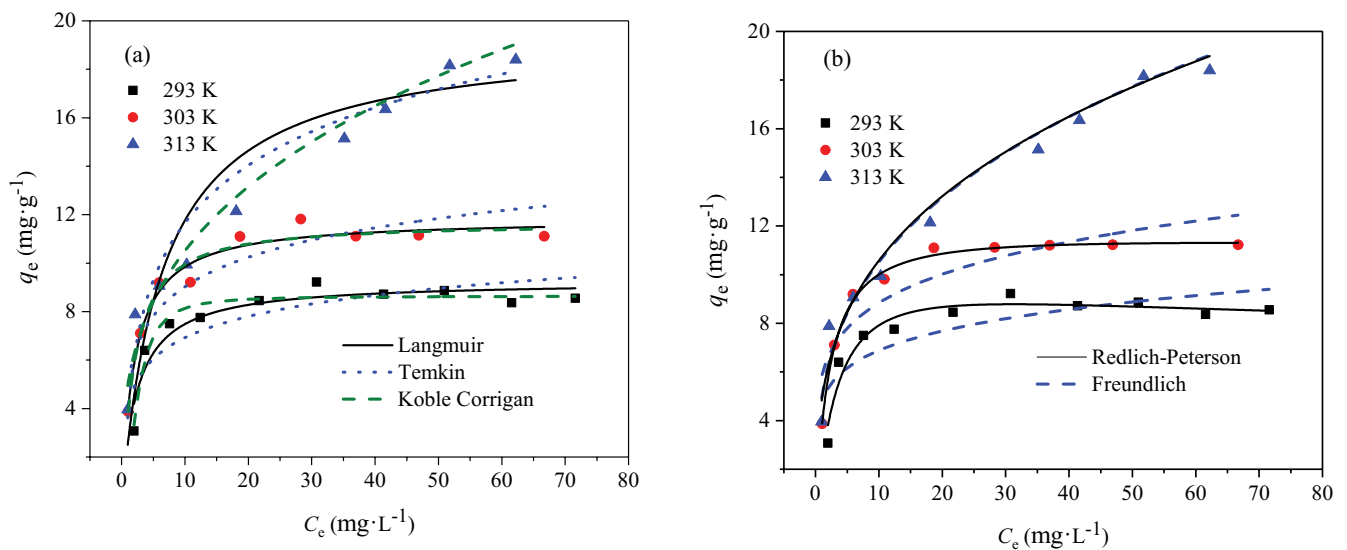 (a)
293 K
303 K
313 K
Langmuir
Temkin
Koble Corrigan
20
16
12
8
4
0 10 20 30 40 50 60 70 80
qe (mg·g-1)
Ce (mg·L-1)
(b)
293 K
303 K
313 K
Redlich-Peterson
Freundlich
20
16
12
8
4
0 10 20 30 40 50 60 70 80
qe (mg·g-1)
Ce (mg·L-1)